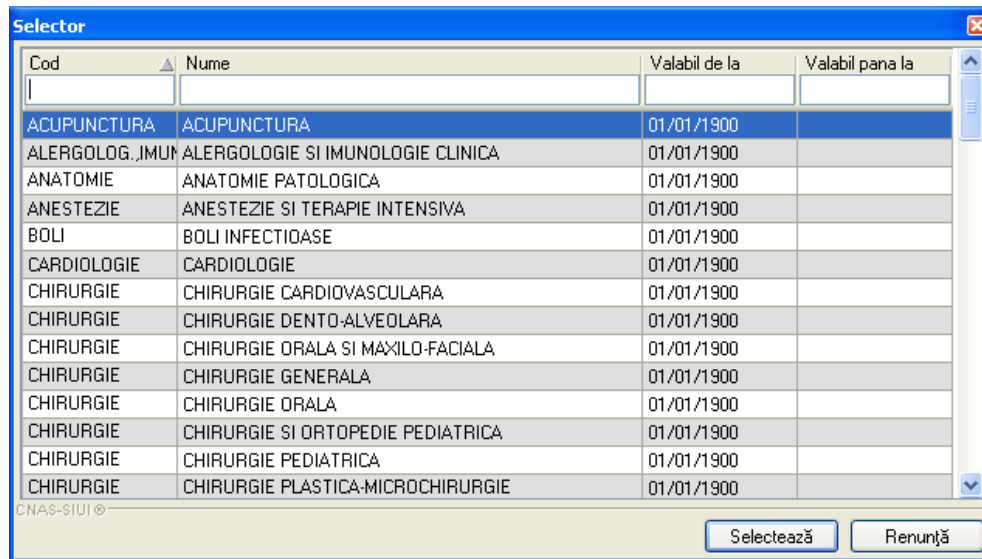 Selector
Cod Nume Valabil de la Valabil pana la
ACUPUNCTURA ACUPUNCTURA 01/01/1900
ALERGOLOG.,IMUN ALERGOLOGIE SI IMUNOLOGIE CLINICA 01/01/1900
ANATOMIE ANATOMIE PATOLOGICA 01/01/1900
ANESTEZIE ANESTEZIE SI TERAPIE INTENSIVA 01/01/1900
BOLI BOLI INFECTIOASE 01/01/1900
CARDIOLOGIE CARDIOLOGIE 01/01/1900
CHIRURGIE CHIRURGIE CARDIOVASCULARA 01/01/1900
CHIRURGIE CHIRURGIE DENTO-ALVEOLARA 01/01/1900
CHIRURGIE CHIRURGIE ORALA SI MAXILO-FACIALA 01/01/1900
CHIRURGIE CHIRURGIE GENERALA 01/01/1900
CHIRURGIE CHIRURGIE ORALA 01/01/1900
CHIRURGIE CHIRURGIE SI ORTOPEDIE PEDIATRICA 01/01/1900
CHIRURGIE CHIRURGIE PEDIATRICA 01/01/1900
CHIRURGIE CHIRURGIE PLASTICA-MICROCHIRURGIE 01/01/1900
CNAS-SIUI ®
Selectează Renunţă